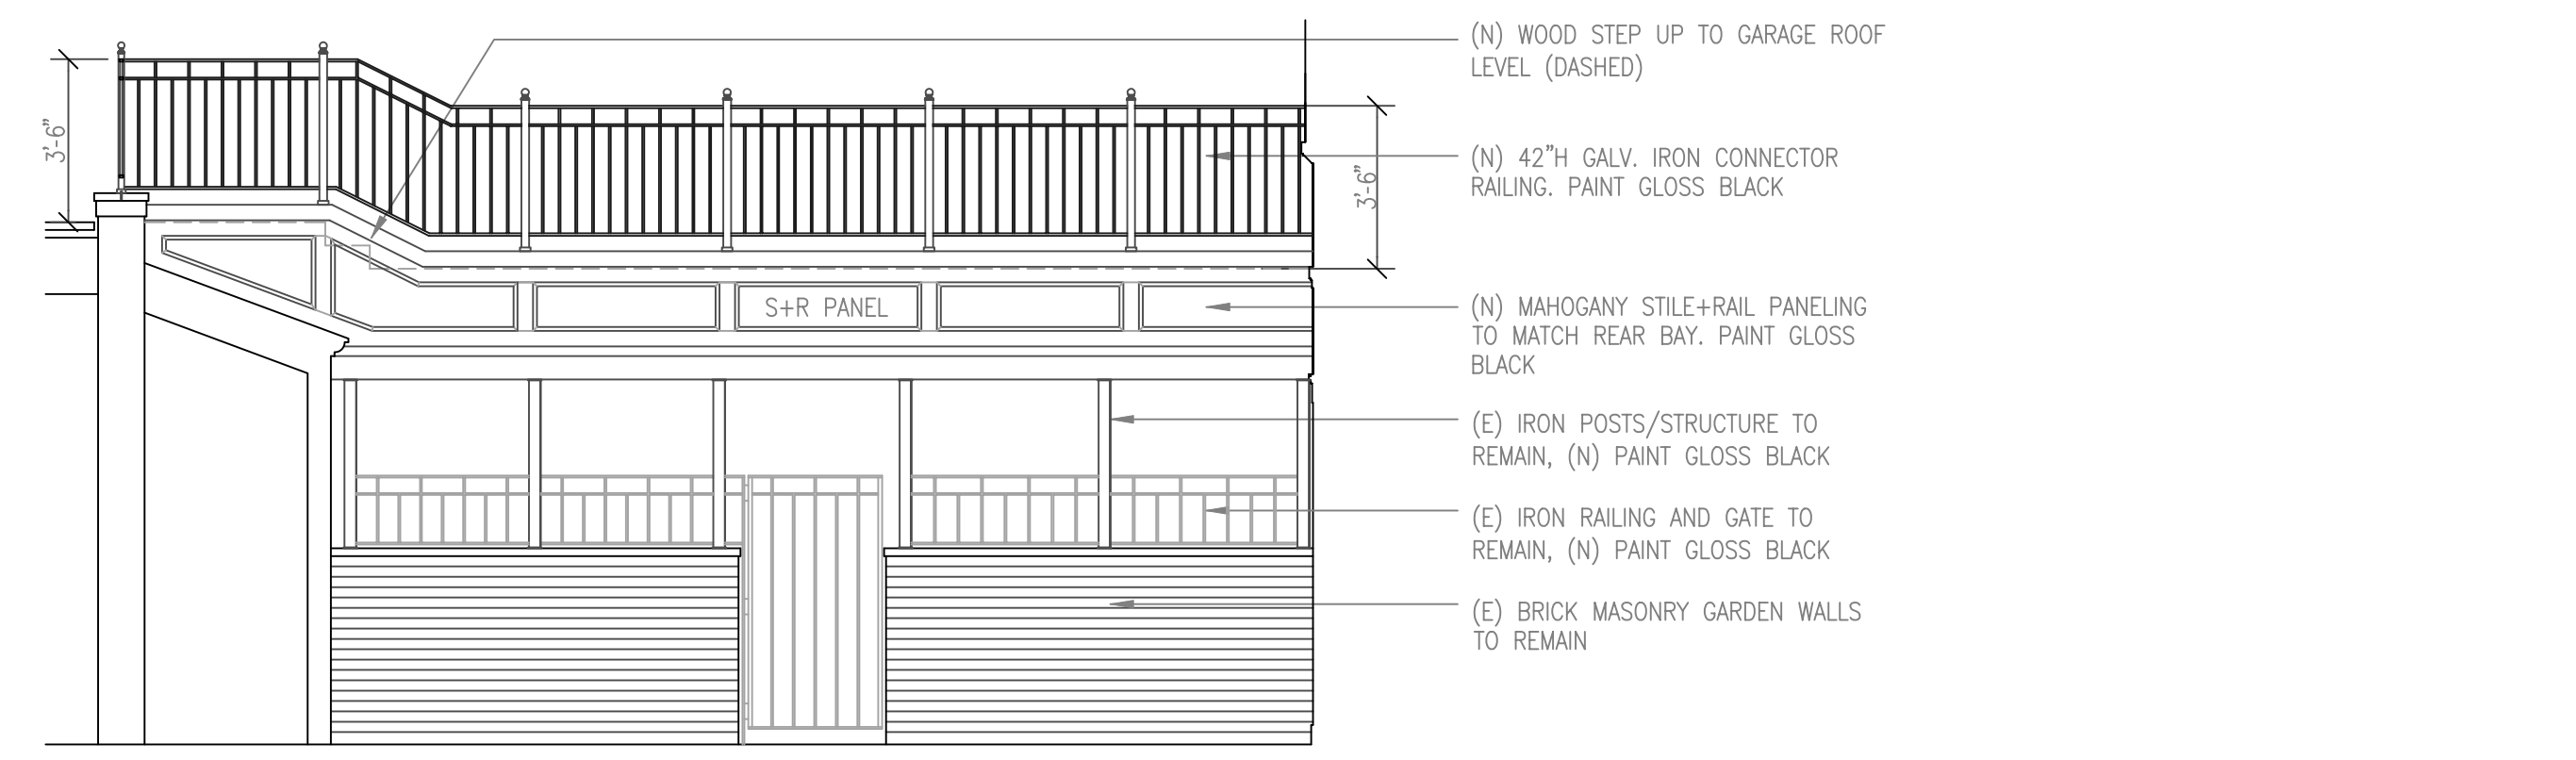 (N) WOOD STEP UP TO GARAGE ROOF
LEVEL (DASHED)
3'-6"
(N) 42"H GALV. IRON CONNECTOR
RAILING. PAINT GLOSS BLACK
3'-6"
S+R PANEL
(N) MAHOGANY STILE+RAIL PANELING
TO MATCH REAR BAY. PAINT GLOSS
BLACK
(E) IRON POSTS/STRUCTURE TO
REMAIN, (N) PAINT GLOSS BLACK
(E) IRON RAILING AND GATE TO
REMAIN, (N) PAINT GLOSS BLACK
(E) BRICK MASONRY GARDEN WALLS
TO REMAIN